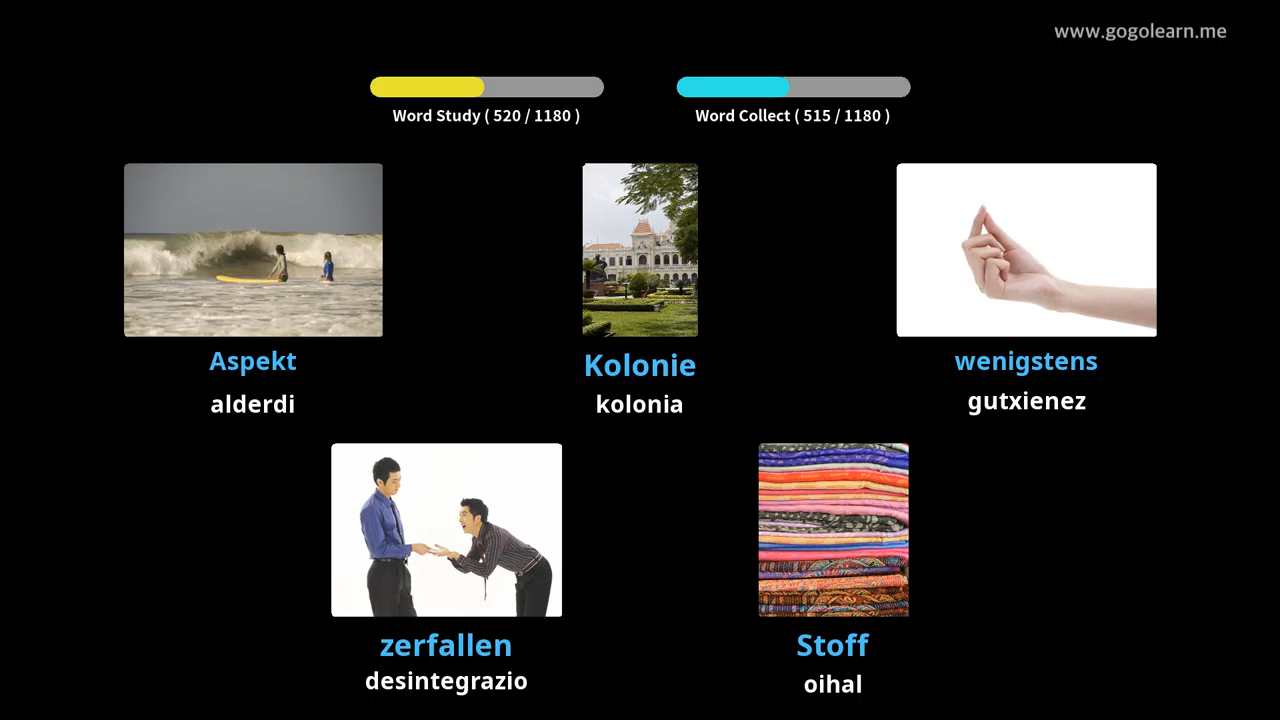 www.gogolearn.me
Word Study ( 520 / 1180 )
Word Collect ( 515 / 1180 )
Aspekt
alderdi
Kolonie
kolonia
wenigstens
gutxienez
zerfallen
desintegrazio
Stoff
oihal